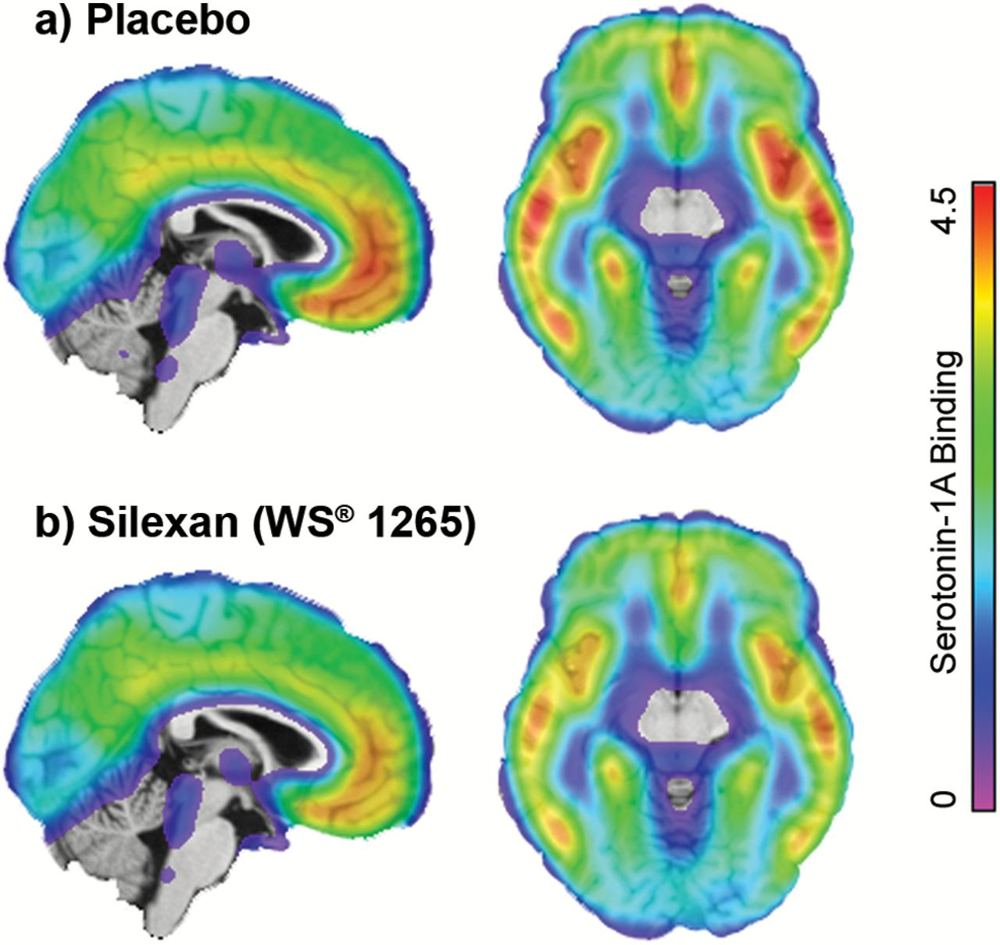 a) Placebo
4.5
Serotonin-1A Binding
0
b) Silexan (WS® 1265)